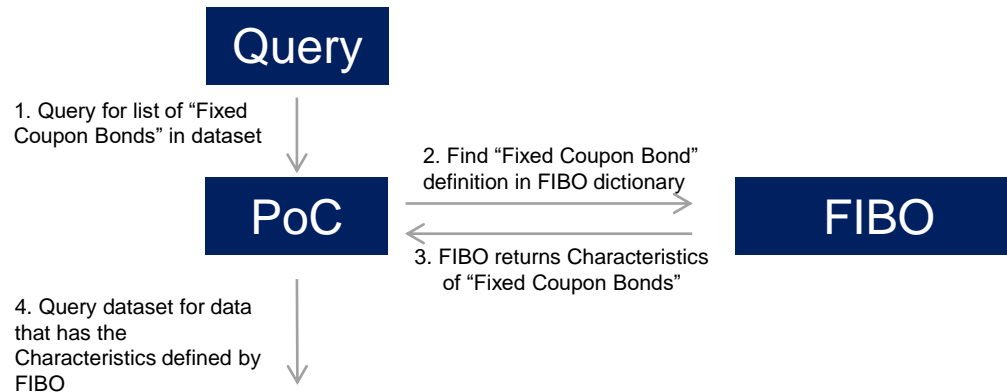 Query
1. Query for list of “Fixed
Coupon Bonds” in dataset
2. Find “Fixed Coupon Bond”
definition in FIBO dictionary
PoC
FIBO
3. FIBO returns Characteristics
of “Fixed Coupon Bonds”
4. Query dataset for data
that has the
Characteristics defined by
FIBO